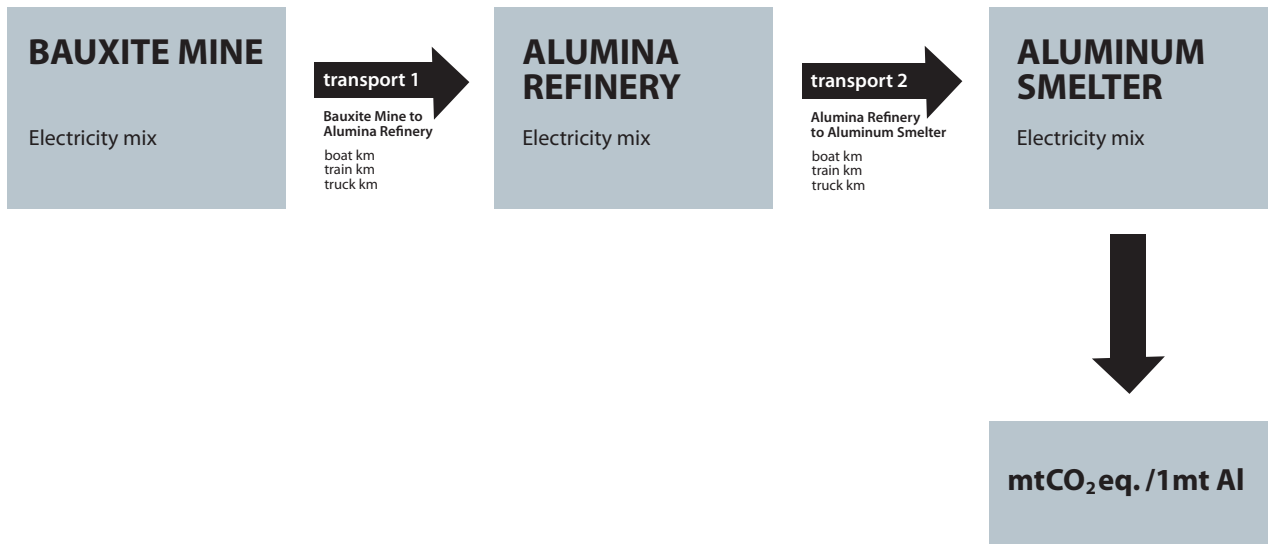 BAUXITE MINE
Electricity mix
transport 1
Bauxite Mine to
Alumina Refinery
boat km
train km
truck km
ALUMINA
REFINERY
Electricity mix
transport 2
Alumina Refinery
to Aluminum Smelter
boat km
train km
truck km
ALUMINUM
SMELTER
Electricity mix
mtCO₂ eq. /1mt Al